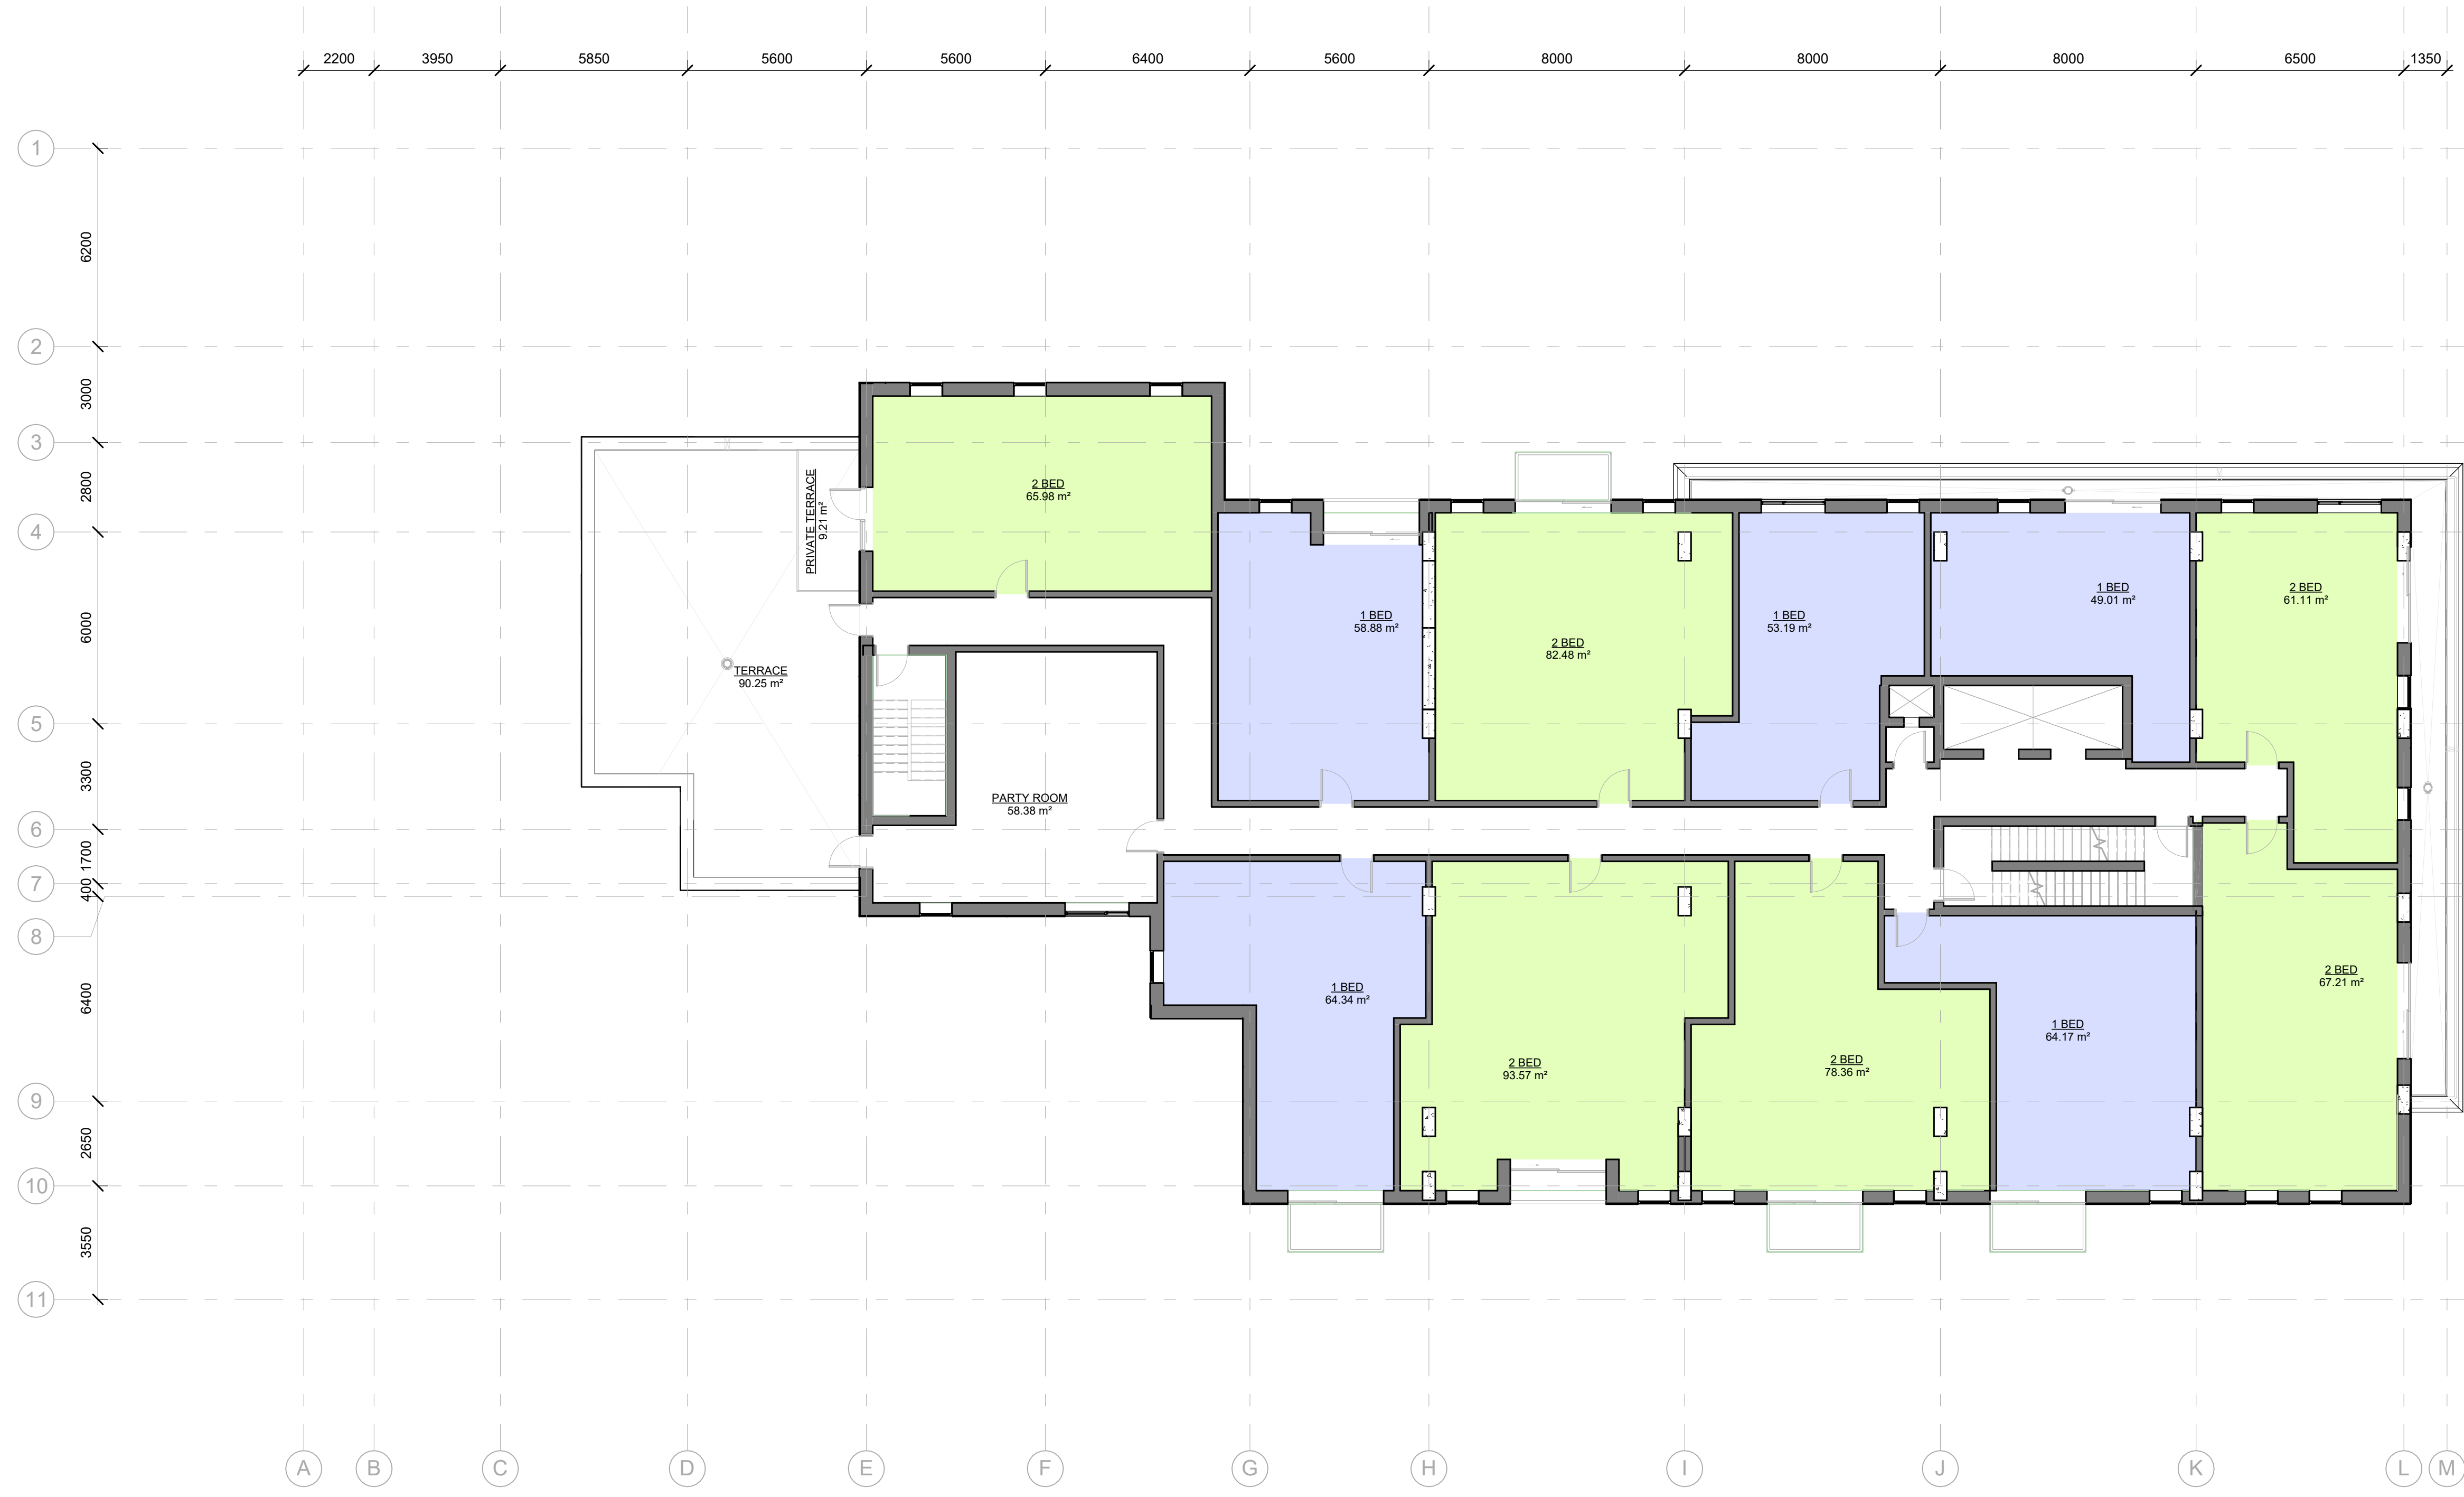 2200
3950
5850
5600
5600
6400
5600
8000
8000
8000
6500
1350
1
6200
2
3000
3
2800
4
6000
5
3300
6
1700
7
400
8
6400
9
2650
10
3550
11
2 BED
65.98 m²
PRIVATE TERRACE
9.21 m²
TERRACE
90.25 m²
PARTY ROOM
58.38 m²
1 BED
58.88 m²
2 BED
82.48 m²
1 BED
53.19 m²
1 BED
49.01 m²
2 BED
61.11 m²
1 BED
64.34 m²
2 BED
93.57 m²
2 BED
78.36 m²
1 BED
64.17 m²
2 BED
67.21 m²
A
B
C
D
E
F
G
H
I
J
K
L
M